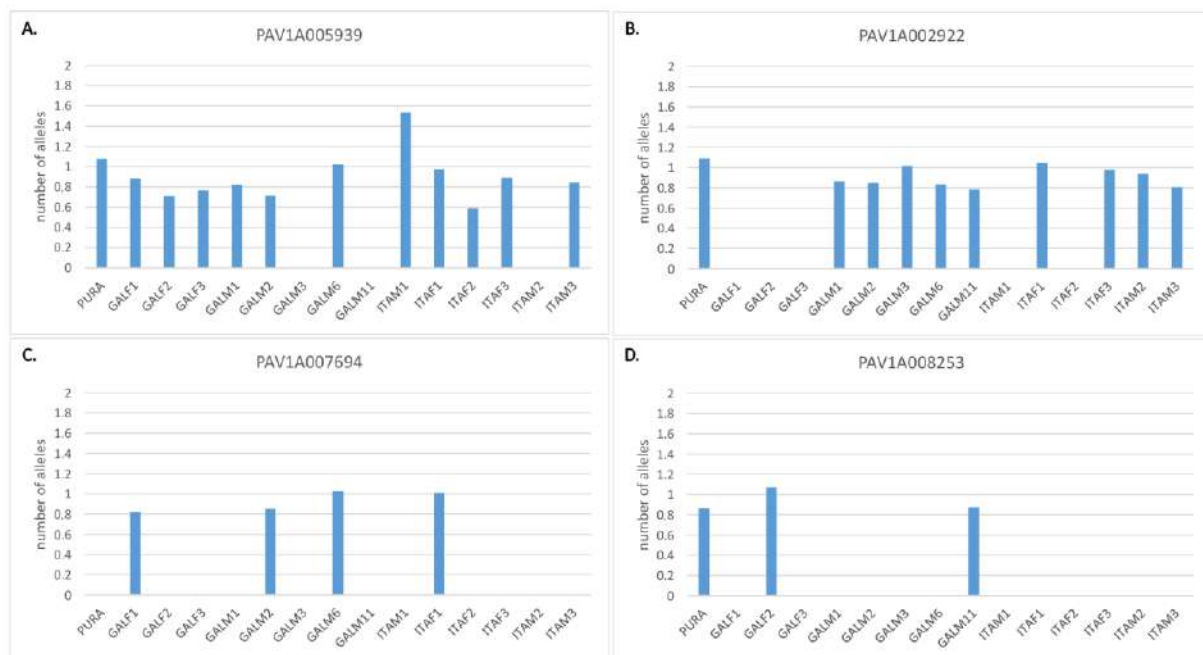 A.
PAV1A005939
number of alleles
2
1.8
1.6
1.4
1.2
1
0.8
0.6
0.4
0.2
0
PURA
GALF1
GALF2
GALF3
GALM1
GALM2
GALM3
GALM6
GALM11
ITAM1
ITAF1
ITAF2
ITAF3
ITAM2
ITAM3
B.
PAV1A002922
number of alleles
2
1.8
1.6
1.4
1.2
1
0.8
0.6
0.4
0.2
0
PURA
GALF1
GALF2
GALF3
GALM1
GALM2
GALM3
GALM6
GALM11
ITAM1
ITAF1
ITAF2
ITAF3
ITAM2
ITAM3
C.
PAV1A007694
number of alleles
2
1.8
1.6
1.4
1.2
1
0.8
0.6
0.4
0.2
0
PURA
GALF1
GALF2
GALF3
GALM1
GALM2
GALM3
GALM6
GALM11
ITAM1
ITAF1
ITAF2
ITAF3
ITAM2
ITAM3
D.
PAV1A008253
number of alleles
2
1.8
1.6
1.4
1.2
1
0.8
0.6
0.4
0.2
0
PURA
GALF1
GALF2
GALF3
GALM1
GALM2
GALM3
GALM6
GALM11
ITAM1
ITAF1
ITAF2
ITAF3
ITAM2
ITAM3